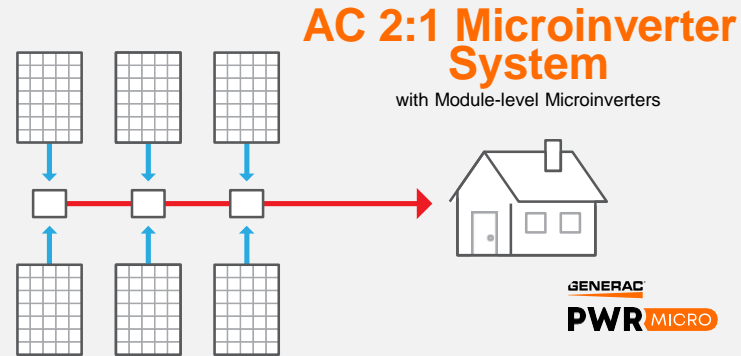 AC 2:1 Microinverter
System
with Module-level Microinverters
GENERAC
PWR MICRO